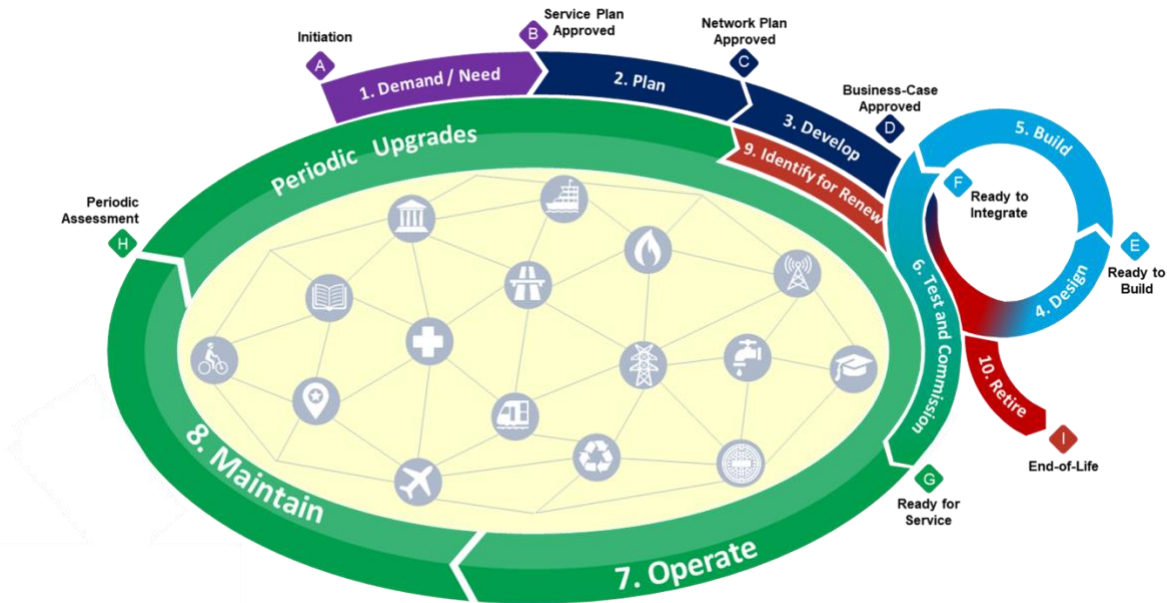 Initiation
A
Service Plan
Approved
B
Network Plan
Approved
C
Business-Case
Approved
D
1. Demand / Need
2. Plan
3. Develop
9. Identify for Renew
5. Build
F
Ready to
Integrate
E
Ready to
Build
4. Design
6. Test and Commission
10. Retire
I
End-of-Life
G
Ready for
Service
7. Operate
8. Maintain
Periodic
Assessment
H
Periodic Upgrades